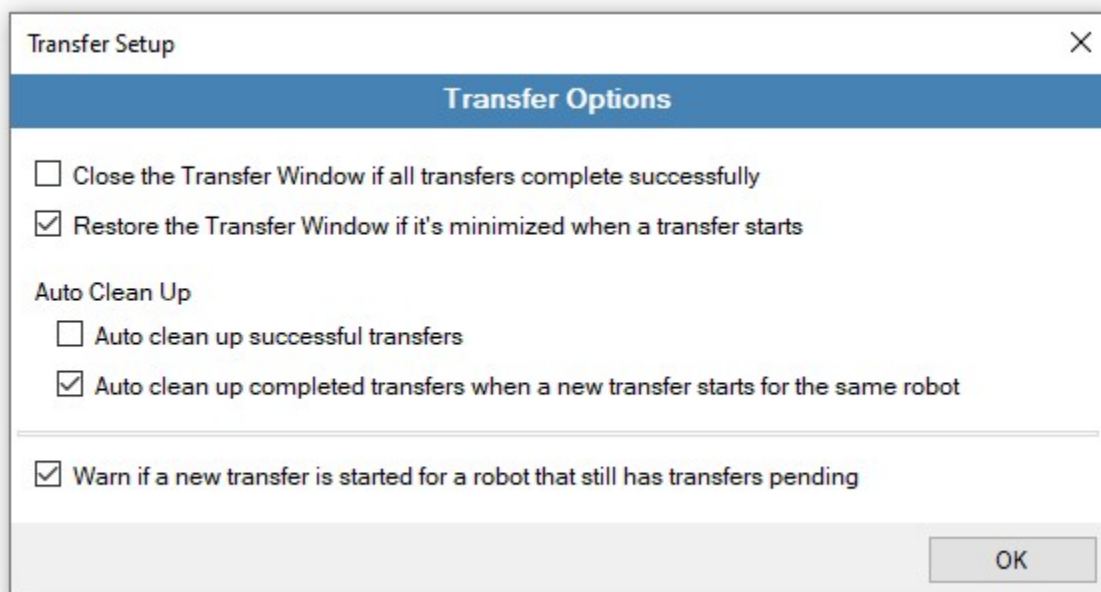 Transfer Setup
Transfer Options
Close the Transfer Window if all transfers complete successfully
Restore the Transfer Window if it's minimized when a transfer starts
Auto Clean Up
Auto clean up successful transfers
Auto clean up completed transfers when a new transfer starts for the same robot
Warn if a new transfer is started for a robot that still has transfers pending
OK